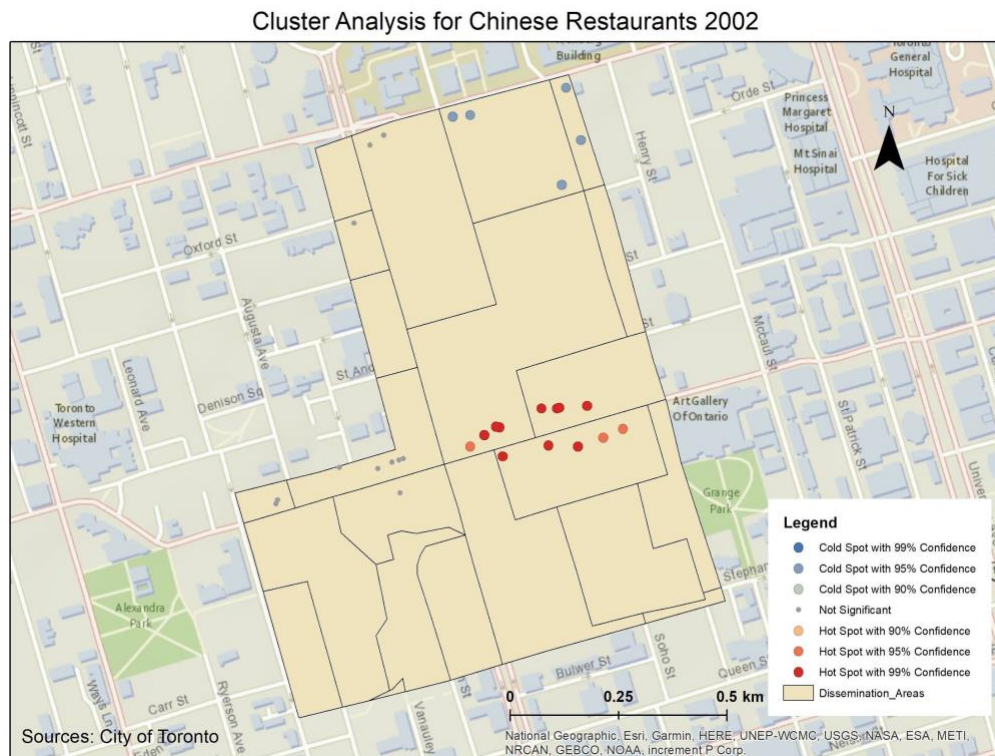 Cluster Analysis for Chinese Restaurants 2002
Building
Toronto
General
Hospital
Orde St
Princess
Margaret
Hospital
N
Mt Sinai
Hospital
Hospital
For Sick
Children
Henry St
Oxford St
St
Augusta Ave
St
McCaul St
Leonard Ave
St And
Denison Sq
Art Gallery
Of Ontario
Toronto
Western
Hospital
St Patrick St
Grange
Park
Univer
Legend
Cold Spot with 99% Confidence
Cold Spot with 95% Confidence
Cold Spot with 90% Confidence
Not Significant
Hot Spot with 90% Confidence
Hot Spot with 95% Confidence
Hot Spot with 99% Confidence
Dissemination_Areas
Stephan
Alexandra
Park
Soho St
Bulwer St
Queen St
Carr St
Ryerson Ave
Vanauley
0 0.25 0.5 km
Sources: City of Toronto
National Geographic, Esri, Garmin, HERE, UNEP-WCMC, USGS, NASA, ESA, METI,
NRCAN, GEBCO, NOAA, increment P Corp.